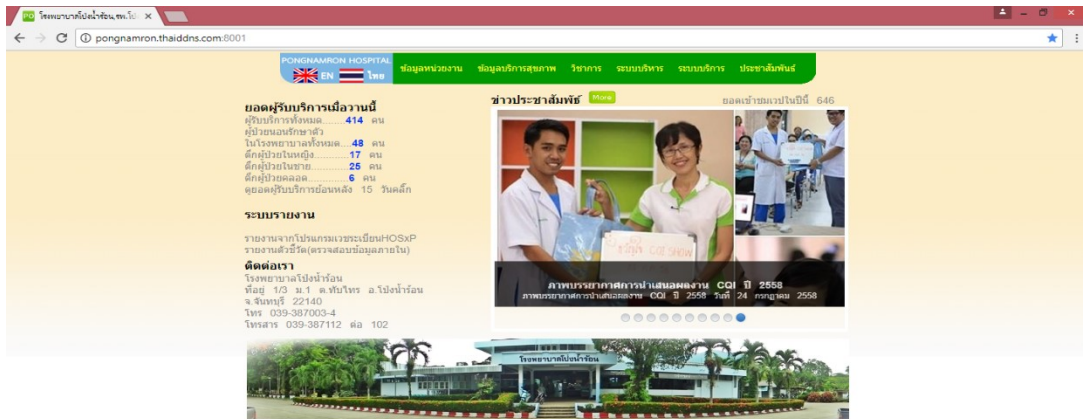 โรงพยาบาลโป่งน้ำร้อน,รพ.โป่
pongnamron.thaiddns.com:8001
PONGNAMRON HOSPITAL
EN ไทย
ข้อมูลหน่วยงาน ข้อมูลบริการสุขภาพ วิชาการ ระบบบริหาร ระบบบริการ ประชาสัมพันธ์
ยอดผู้รับบริการเมื่อวานนี้
ผู้รับบริการทั้งหมด........414 คน
ผู้ป่วยนอนรักษาตัว
ในโรงพยาบาลทั้งหมด....48 คน
ตึกผู้ป่วยในหญิง............17 คน
ตึกผู้ป่วยในชาย.............25 คน
ตึกผู้ป่วยคลอด..............6 คน
ดูยอดผู้รับบริการย้อนหลัง 15 วันคลิ๊ก
ระบบรายงาน
รายงานจากโปรแกรมเวชระเบียนHOSxP
รายงานตัวชี้วัด(ตรวจสอบข้อมูลภายใน)
ติดต่อเรา
โรงพยาบาลโป่งน้ำร้อน
ที่อยู่ 1/3 ม.1 ต.ทับไทร อ.โป่งน้ำร้อน
จ.จันทบุรี 22140
โทร 039-387003-4
โทรสาร 039-387112 ต่อ 102
ข่าวประชาสัมพัธ์ More
ยอดเข้าชมเวปในปีนี้ 646
CQI SHOW
ภาพบรรยากาศการนำเสนอผลงาน CQI ปี 2558
ภาพบรรยากาศการนำเสนอผลงาน CQI ปี 2558 วันที่ 24 กรกฎาคม 2558
โรงพยาบาลโป่งน้ำร้อน